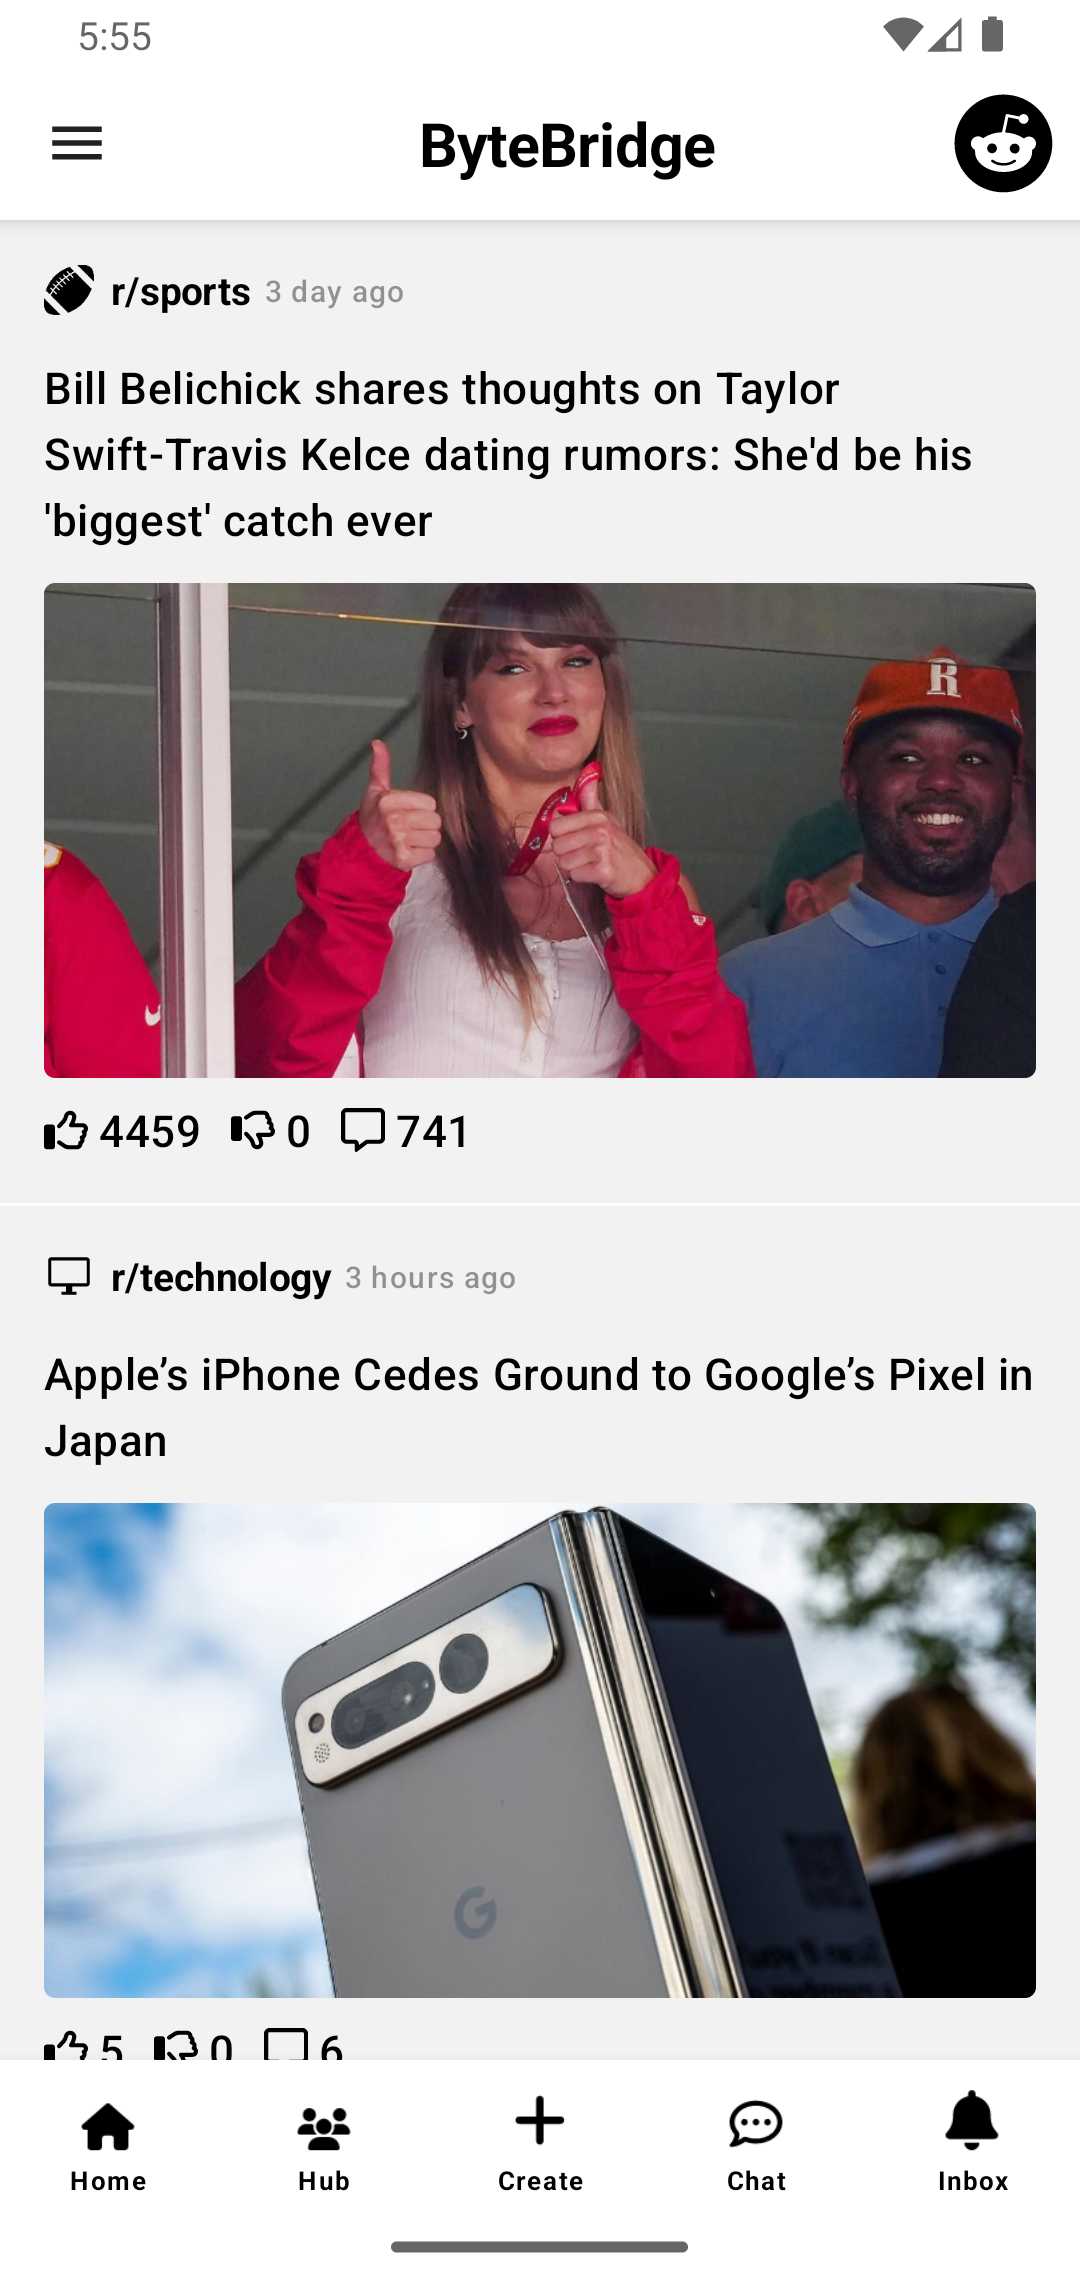 5:55
ByteBridge
r/sports 3 day ago
Bill Belichick shares thoughts on Taylor
Swift-Travis Kelce dating rumors: She'd be his
'biggest' catch ever
R
4459 0 741
r/technology 3 hours ago
Apple’s iPhone Cedes Ground to Google’s Pixel in
Japan
G
5 0 6
Home Hub Create Chat Inbox